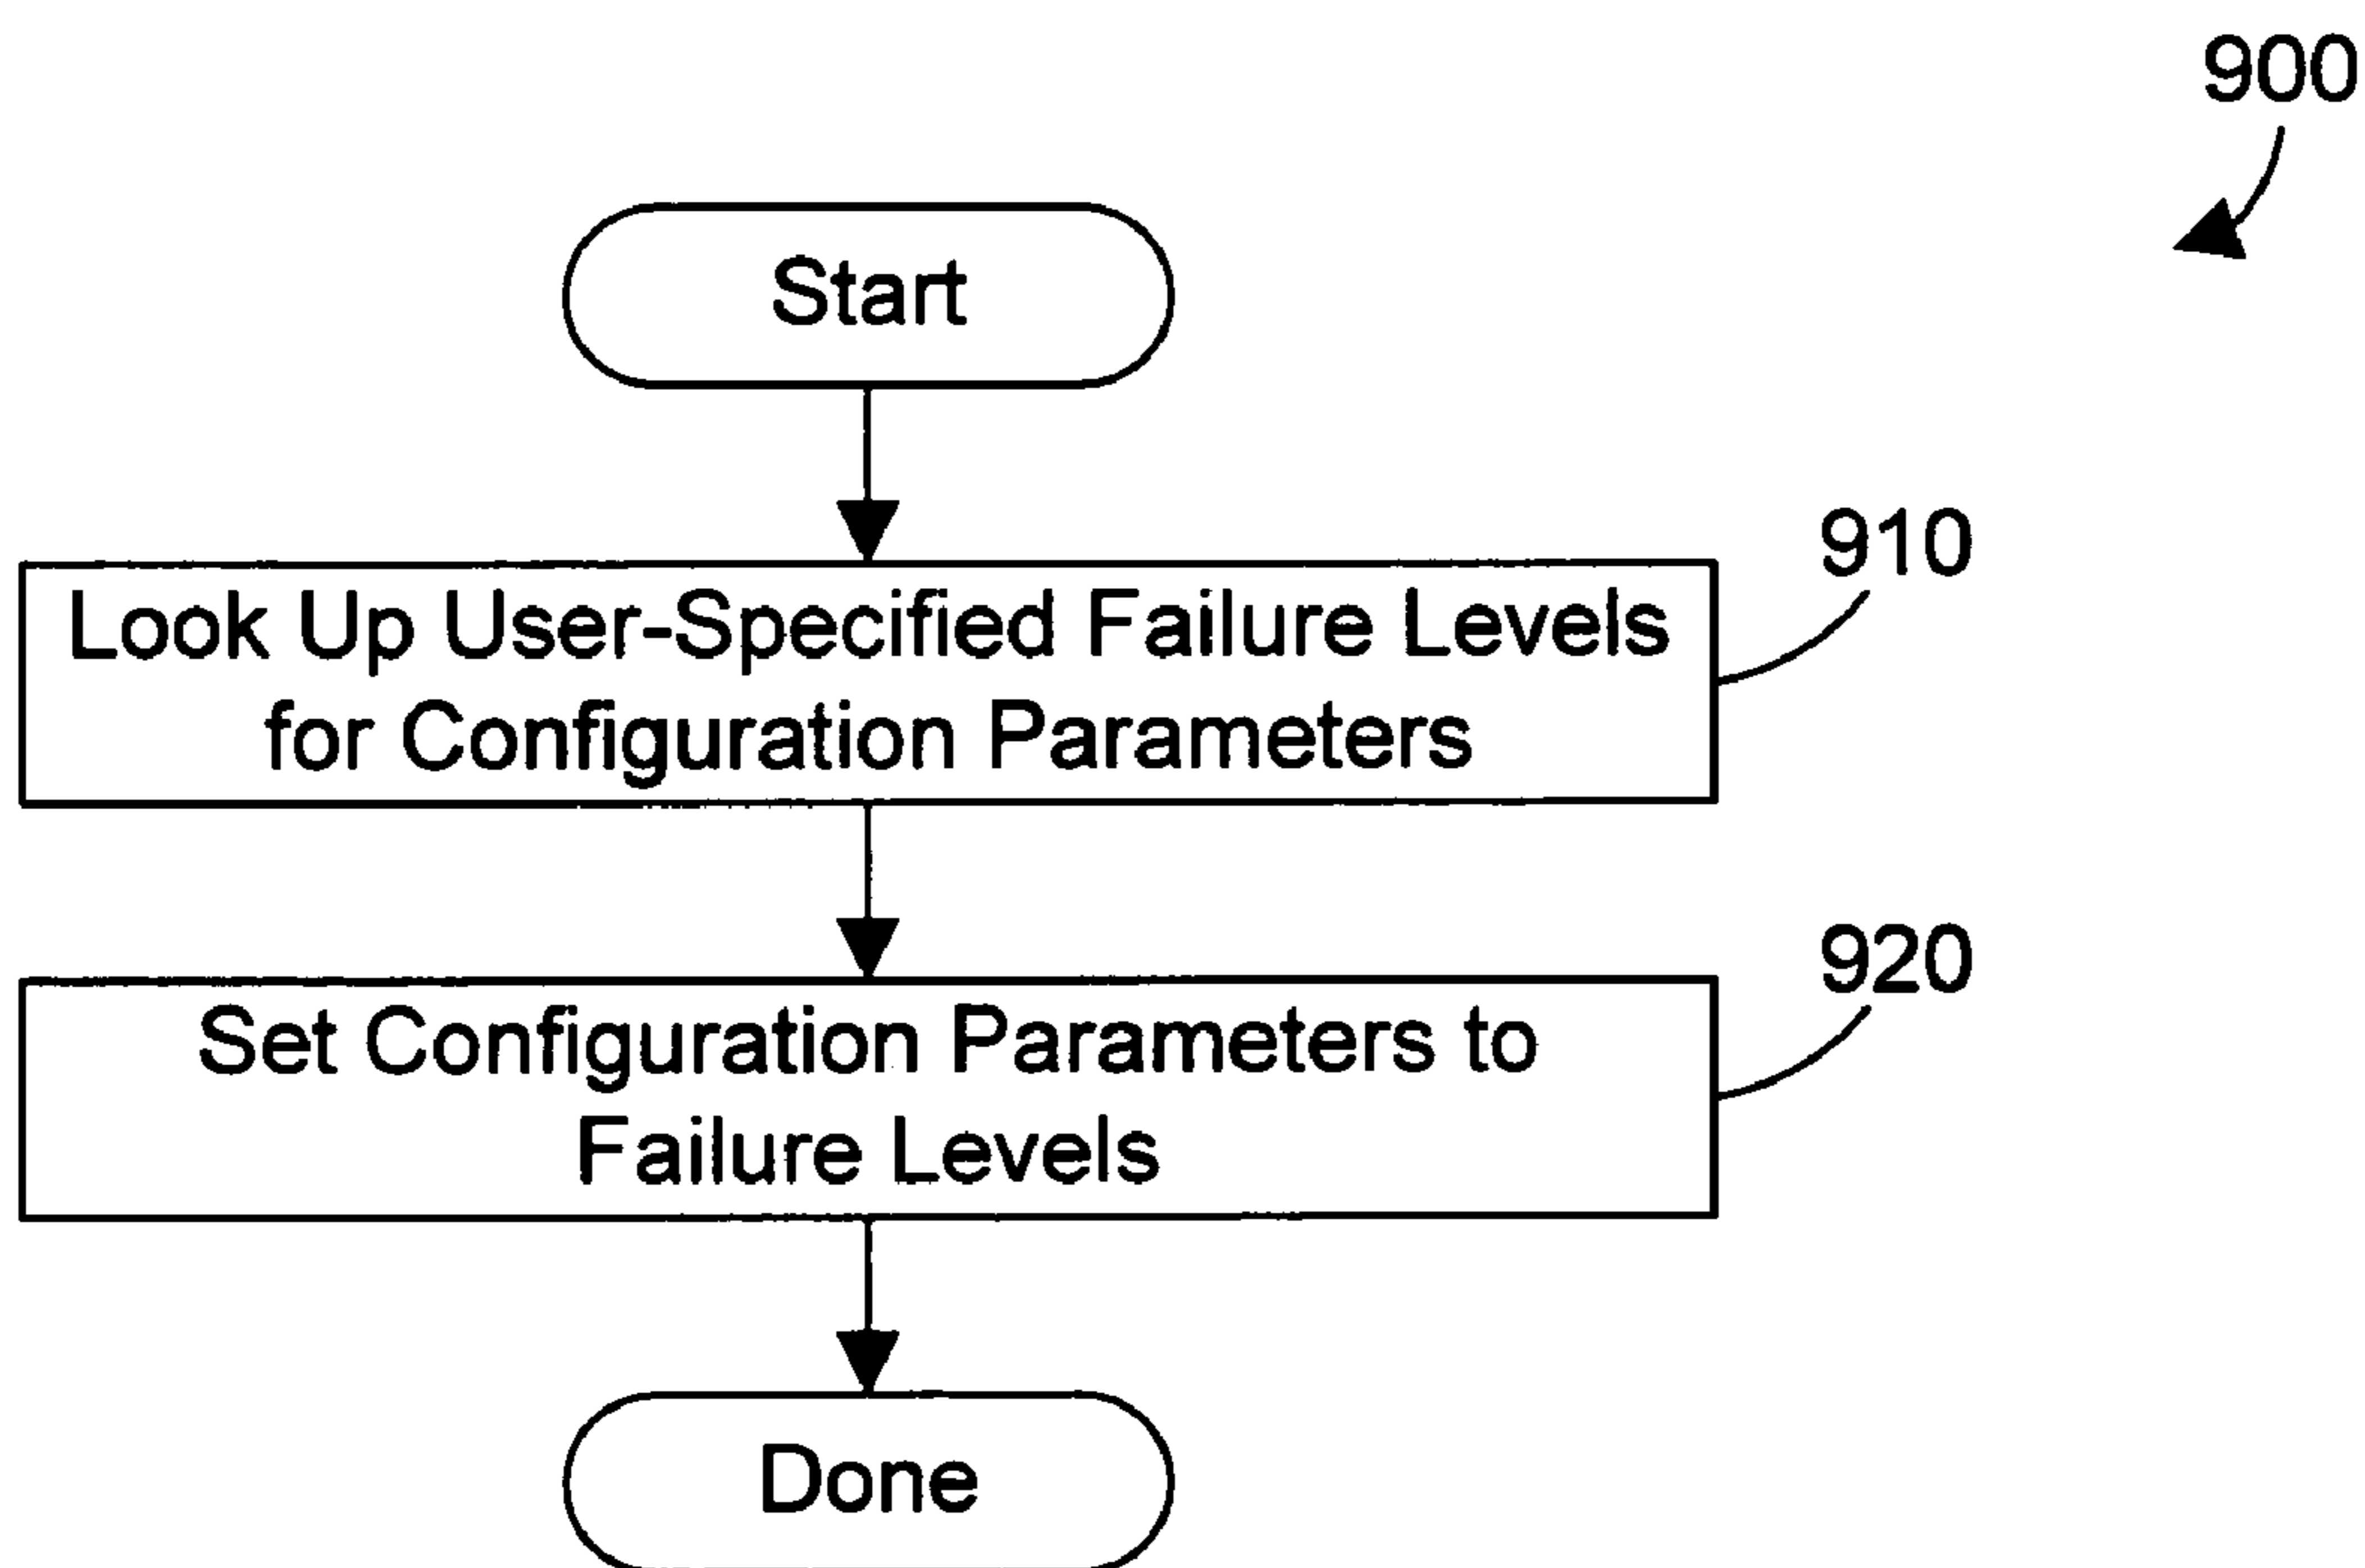 900
Start
910
Look Up User-Specified Failure Levels
for Configuration Parameters
920
Set Configuration Parameters to
Failure Levels
Done